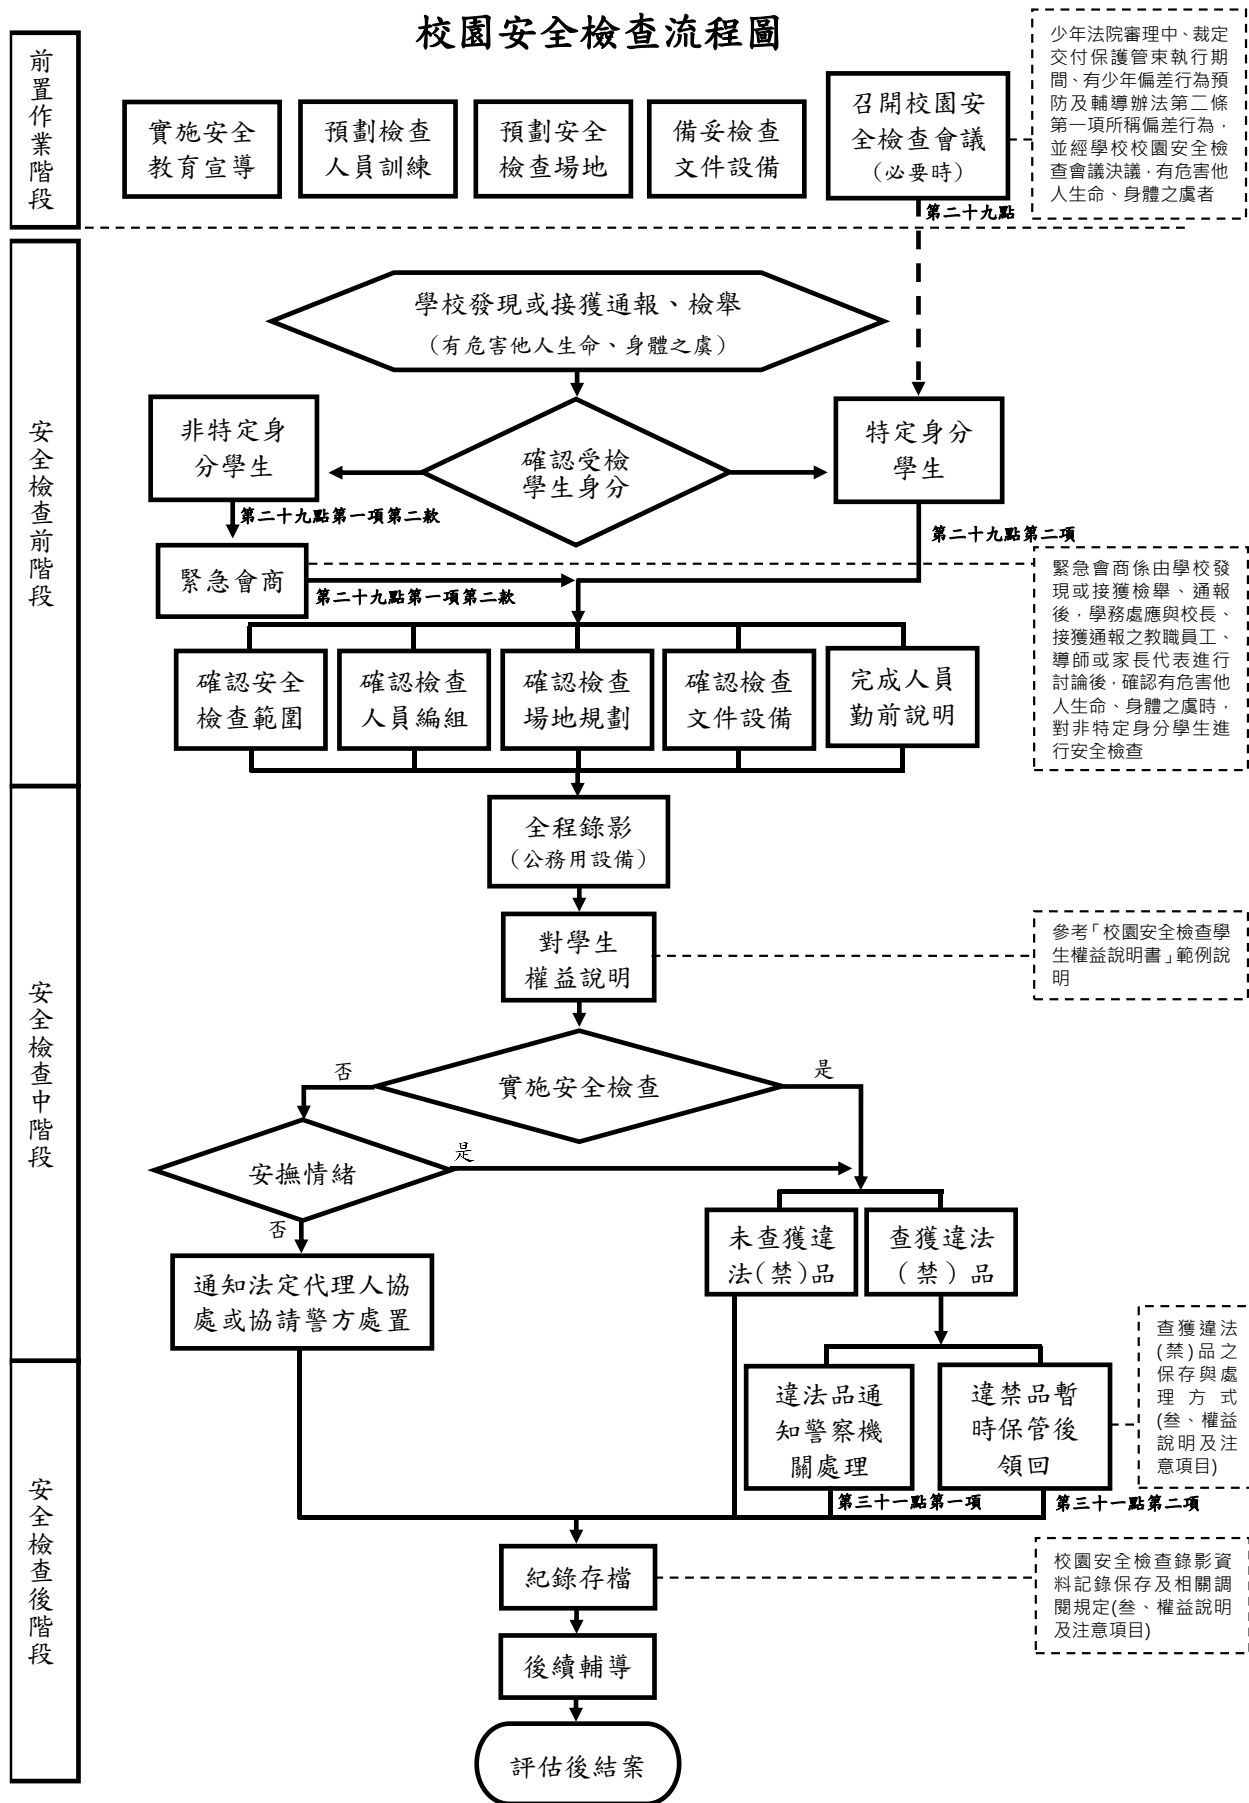 校園安全檢查流程圖
前置作業階段
實施安全
教育宣導
預劃檢查
人員訓練
預劃安全
檢查場地
備妥檢查
文件設備
召開校園安
全檢查會議
(必要時)
第二十九點
少年法院審理中、裁定
交付保護管束執行期
間、有少年偏差行為預
防及輔導辦法第二條
第一項所稱偏差行為，
並經學校校園安全檢
查會議決議，有危害他
人生命、身體之虞者
安全檢查前階段
學校發現或接獲通報、檢舉
(有危害他人生命、身體之虞)
非特定身
分學生
確認受檢
學生身分
特定身分
學生
第二十九點第一項第二款
第二十九點第二項
緊急會商
第二十九點第一項第二款
緊急會商係由學校發
現或接獲檢舉、通報
後，學務處應與校長、
接獲通報之教職員工、
導師或家長代表進行
討論後，確認有危害他
人生命、身體之虞時，
對非特定身分學生進
行安全檢查
確認安全
檢查範圍
確認檢查
人員編組
確認檢查
場地規劃
確認檢查
文件設備
完成人員
勤前說明
安全檢查中階段
全程錄影
(公務用設備)
對學生
權益說明
參考「校園安全檢查學
生權益說明書」範例說
明
實施安全檢查
否
是
安撫情緒
是
否
未查獲違
法(禁)品
查獲違法
(禁)品
通知法定代理人協
處或協請警方處置
查獲違法
(禁)品之
保存與處
理方式
(叁、權益
說明及注
意項目)
安全檢查後階段
違法品通
知警察機
關處理
違禁品暫
時保管後
領回
第三十一點第一項
第三十一點第二項
紀錄存檔
校園安全檢查錄影資
料記錄保存及相關調
閱規定(叁、權益說明
及注意項目)
後續輔導
評估後結案